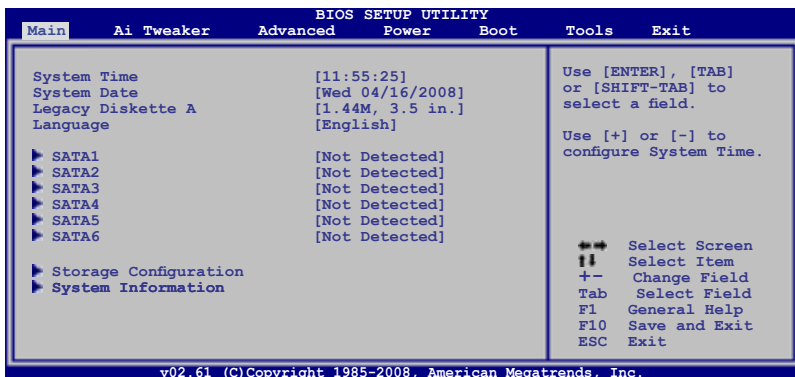 BIOS SETUP UTILITY
Main Ai Tweaker Advanced Power Boot Tools Exit
System Time [11:55:25]
System Date [Wed 04/16/2008]
Legacy Diskette A [1.44M, 3.5 in.]
Language [English]
SATA1 [Not Detected]
SATA2 [Not Detected]
SATA3 [Not Detected]
SATA4 [Not Detected]
SATA5 [Not Detected]
SATA6 [Not Detected]
Storage Configuration
System Information
Use [ENTER], [TAB]
or [SHIFT-TAB] to
select a field.
Use [+] or [-] to
configure System Time.
Select Screen
Select Item
+- Change Field
Tab Select Field
F1 General Help
F10 Save and Exit
ESC Exit
v02.61 (C)Copyright 1985-2008, American Megatrends, Inc.